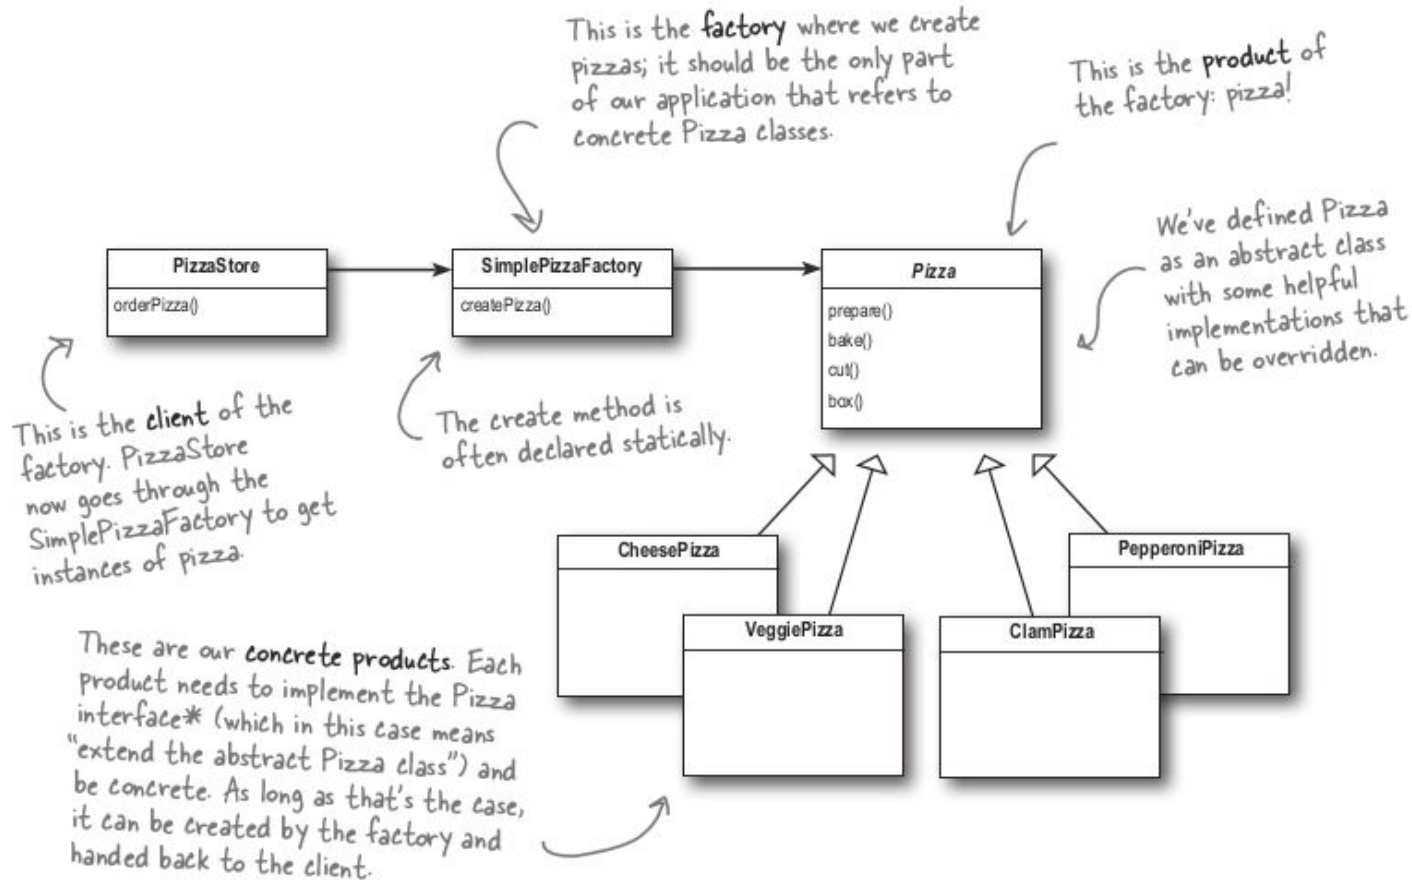 This is the factory where we create
pizzas; it should be the only part
of our application that refers to
concrete Pizza classes.
This is the product of
the factory: pizza!
We've defined Pizza
as an abstract class
with some helpful
implementations that
can be overridden.
PizzaStore
orderPizza()
SimplePizzaFactory
createPizza()
Pizza
prepare()
bake()
cut()
box()
This is the client of the
factory. PizzaStore
now goes through the
SimplePizzaFactory to get
instances of pizza.
The create method is
often declared statically.
CheesePizza
VeggiePizza
ClamPizza
PepperoniPizza
These are our concrete products. Each
product needs to implement the Pizza
interface* (which in this case means
“extend the abstract Pizza class”) and
be concrete. As long as that's the case,
it can be created by the factory and
handed back to the client.